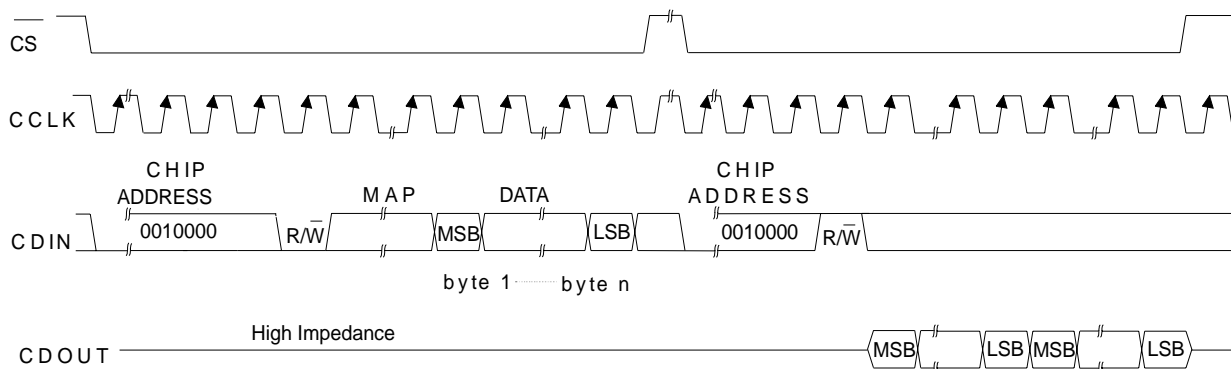 CS
CCLK
CHIP
ADDRESS
MAP
DATA
CHIP
ADDRESS
CDIN
0010000
R/W
MSB
LSB
0010000
R/W
byte 1 byte n
High Impedance
CDOUT
MSB
LSB
MSB
LSB